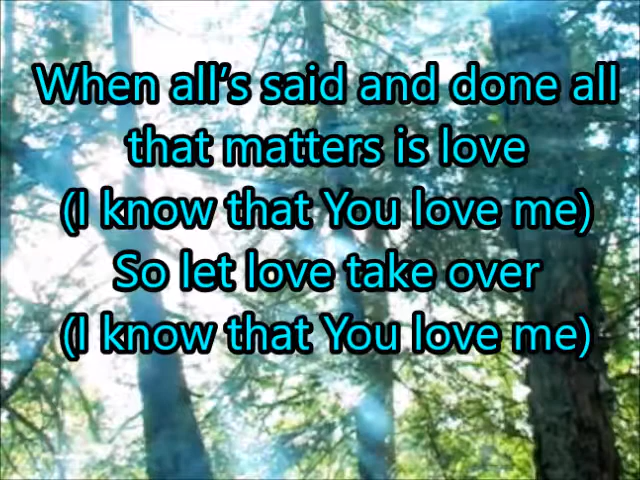 When all's said and done all
that matters is love
(I know that You love me)
So let love take over
(I know that You love me)